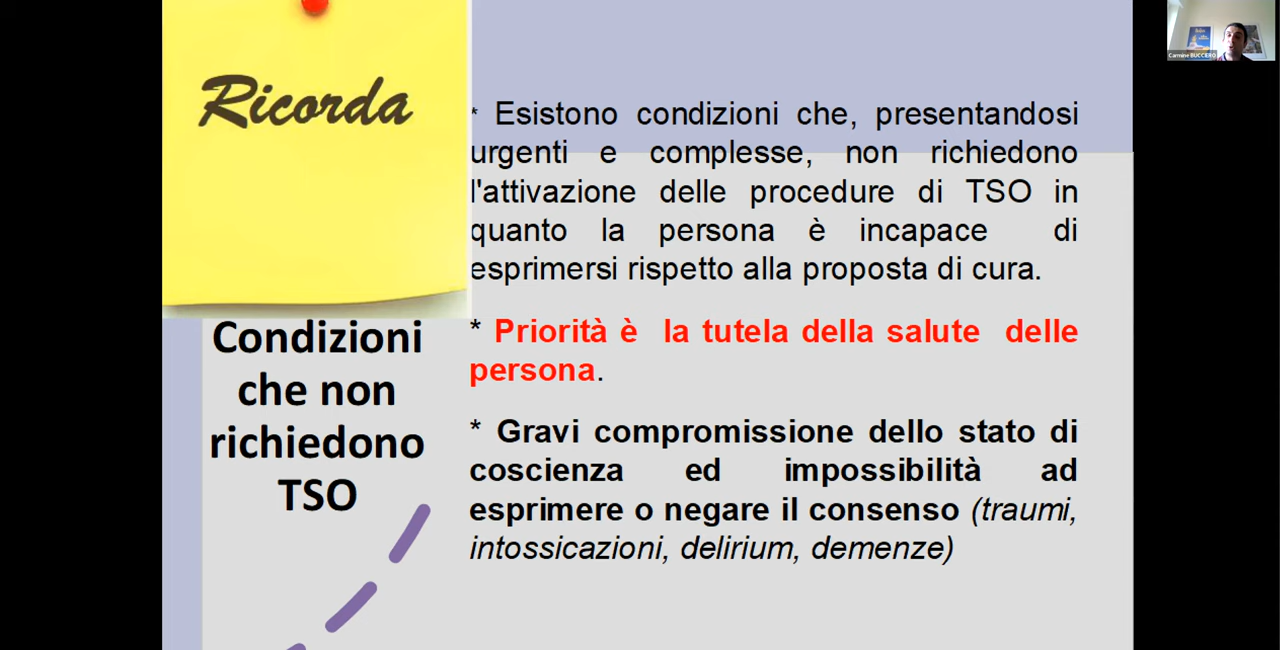 Ricorda
Condizioni
che non
richiedono
TSO
* Esistono condizioni che, presentandosi
urgenti e complesse, non richiedono
l'attivazione delle procedure di TSO in
quanto la persona è incapace di
esprimersi rispetto alla proposta di cura.
* Priorità è la tutela della salute delle
persona.
* Gravi compromissione dello stato di
coscienza ed impossibilità ad
esprimere o negare il consenso (traumi,
intossicazioni, delirium, demenze)
Carmine BUCCERO